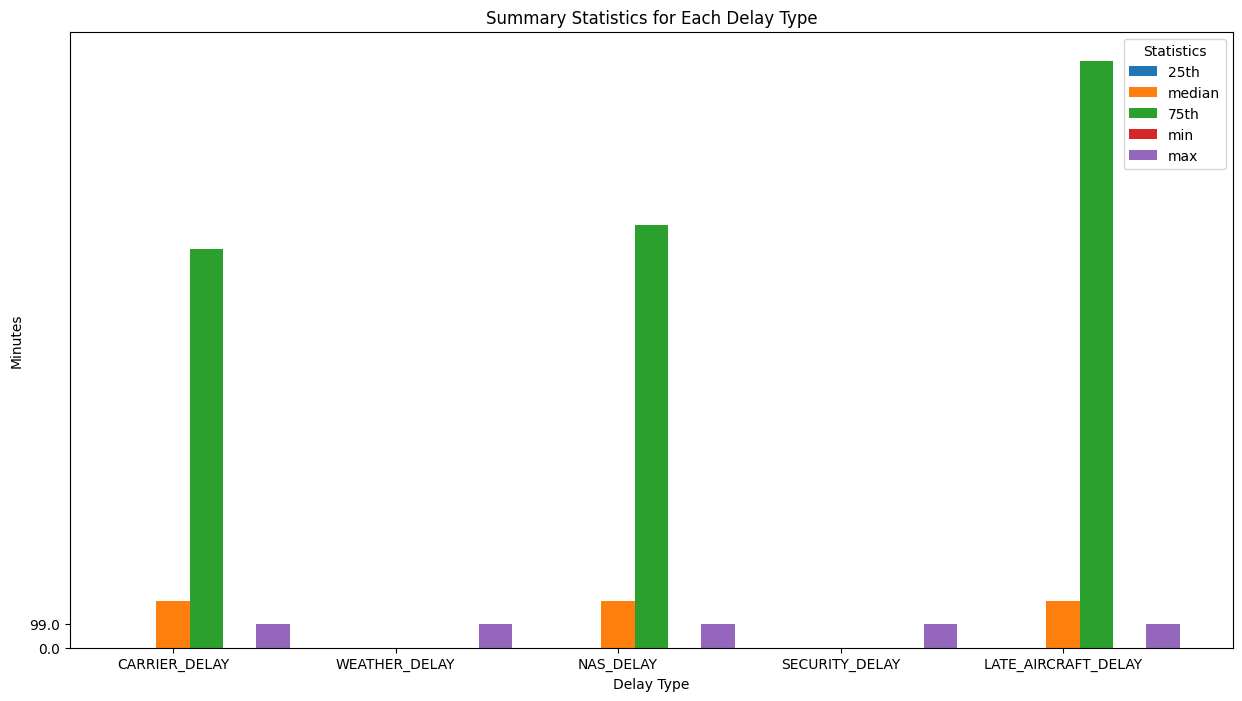 Summary Statistics for Each Delay Type
Statistics
25th
median
75th
min
max
Minutes
99.0
0.0
CARRIER_DELAY
WEATHER_DELAY
NAS_DELAY
SECURITY_DELAY
LATE_AIRCRAFT_DELAY
Delay Type